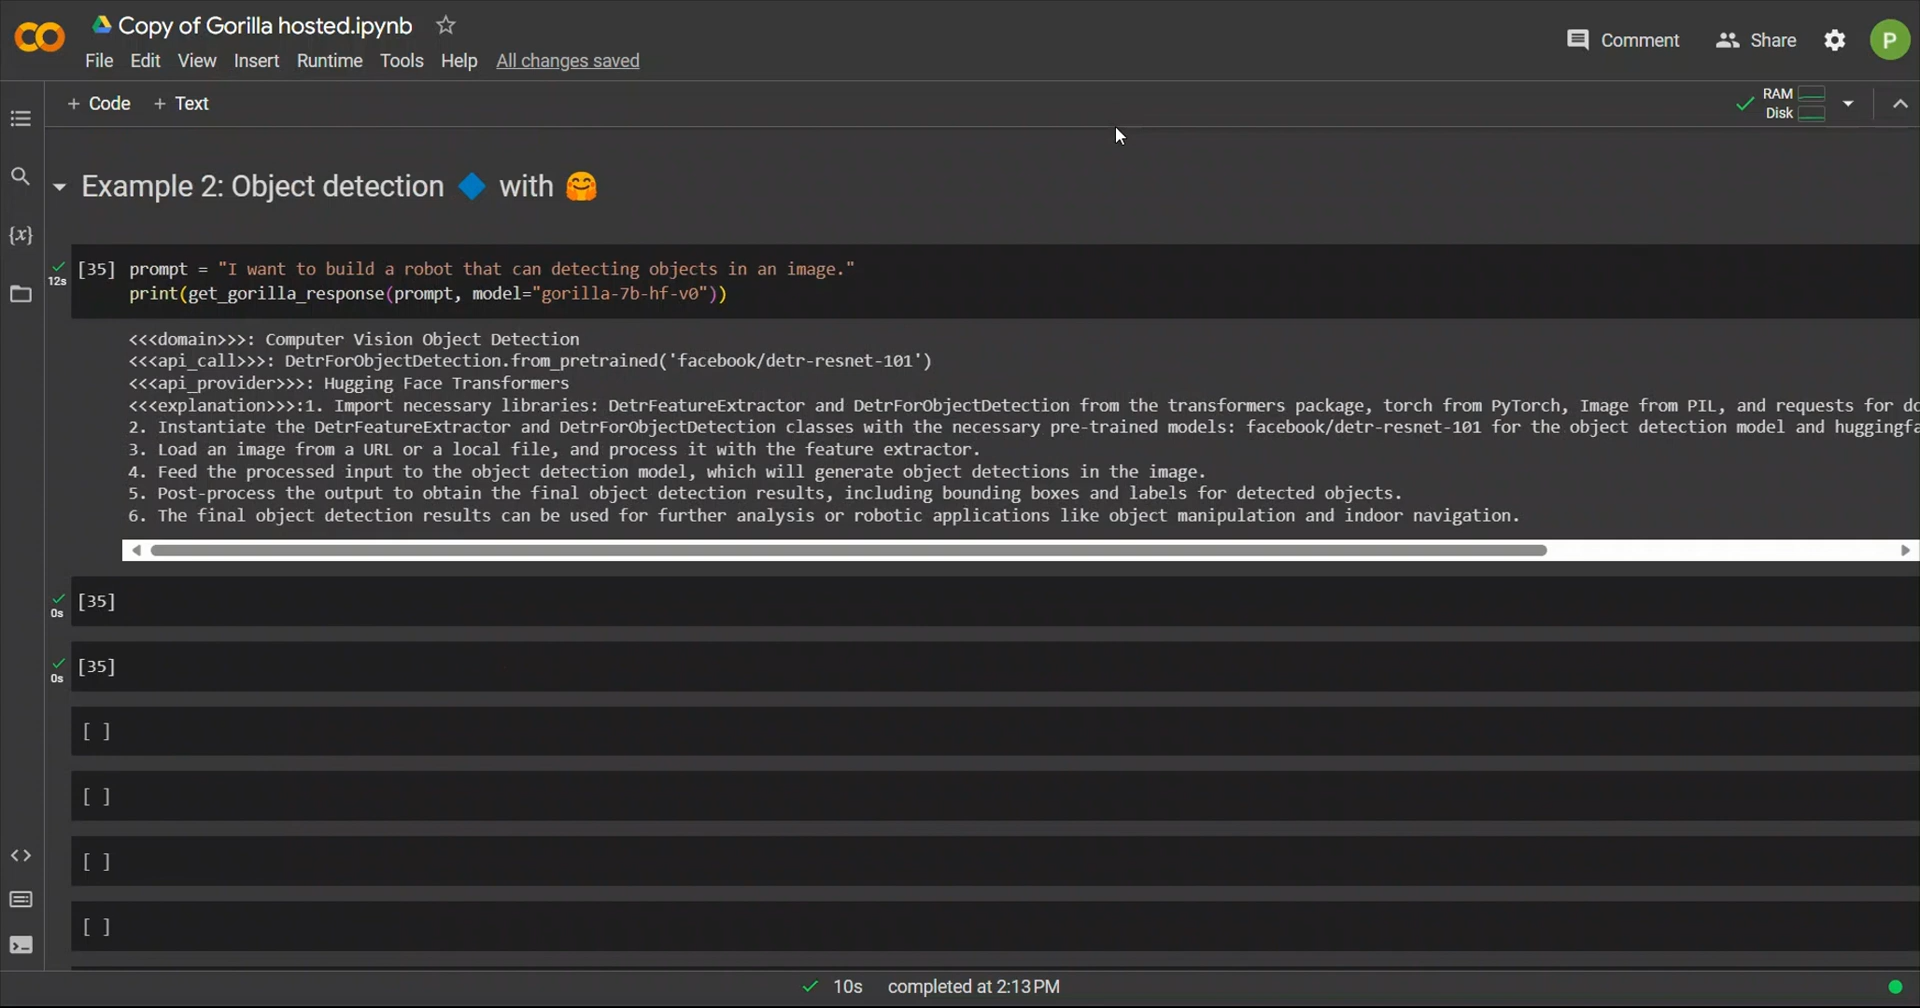 Copy of Gorilla hosted.ipynb
File Edit View Insert Runtime Tools Help All changes saved
Comment Share P
+ Code + Text
RAM
Disk
Example 2: Object detection 🔷 with 🤗
12s
[35] prompt = "I want to build a robot that can detecting objects in an image."
print(get_gorilla_response(prompt, model="gorilla-7b-hf-v0"))
<<<domain>>>: Computer Vision Object Detection
<<<api_call>>>: DetrForObjectDetection.from_pretrained('facebook/detr-resnet-101')
<<<api_provider>>>: Hugging Face Transformers
<<<explanation>>>:1. Import necessary libraries: DetrFeatureExtractor and DetrForObjectDetection from the transformers package, torch from PyTorch, Image from PIL, and requests for do
2. Instantiate the DetrFeatureExtractor and DetrForObjectDetection classes with the necessary pre-trained models: facebook/detr-resnet-101 for the object detection model and huggingfa
3. Load an image from a URL or a local file, and process it with the feature extractor.
4. Feed the processed input to the object detection model, which will generate object detections in the image.
5. Post-process the output to obtain the final object detection results, including bounding boxes and labels for detected objects.
6. The final object detection results can be used for further analysis or robotic applications like object manipulation and indoor navigation.
0s [35]
0s [35]
[ ]
[ ]
[ ]
[ ]
10s completed at 2:13 PM